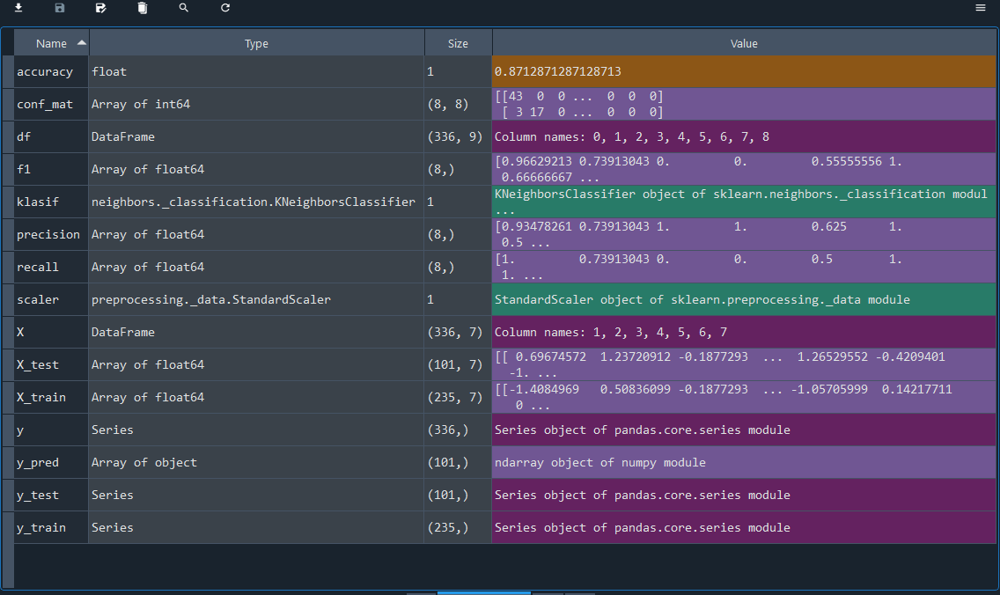 Name Type Size Value
accuracy float 1 0.8712871287128713
conf_mat Array of int64 (8, 8) [[43 0 0 ... 0 0 0]
[ 3 17 0 ... 0 0 0]
df DataFrame (336, 9) Column names: 0, 1, 2, 3, 4, 5, 6, 7, 8
f1 Array of float64 (8,) [0.96629213 0.73913043 0. 0. 0.55555556 1.
0.66666667 ...
klasif neighbors._classification.KNeighborsClassifier 1 KNeighborsClassifier object of sklearn.neighbors._classification modul
...
precision Array of float64 (8,) [0.93478261 0.73913043 1. 1. 0.625 1.
0.5 ...
recall Array of float64 (8,) [1. 0.73913043 0. 0. 0.5 1.
1. ...
scaler preprocessing._data.StandardScaler 1 StandardScaler object of sklearn.preprocessing._data module
X DataFrame (336, 7) Column names: 1, 2, 3, 4, 5, 6, 7
X_test Array of float64 (101, 7) [[ 0.69674572 1.23720912 -0.1877293 ... 1.26529552 -0.4209401
-1. ...
X_train Array of float64 (235, 7) [[-1.4084969 0.50836099 -0.1877293 ... -1.05705999 0.14217711
0 ...
y Series (336,) Series object of pandas.core.series module
y_pred Array of object (101,) ndarray object of numpy module
y_test Series (101,) Series object of pandas.core.series module
y_train Series (235,) Series object of pandas.core.series module